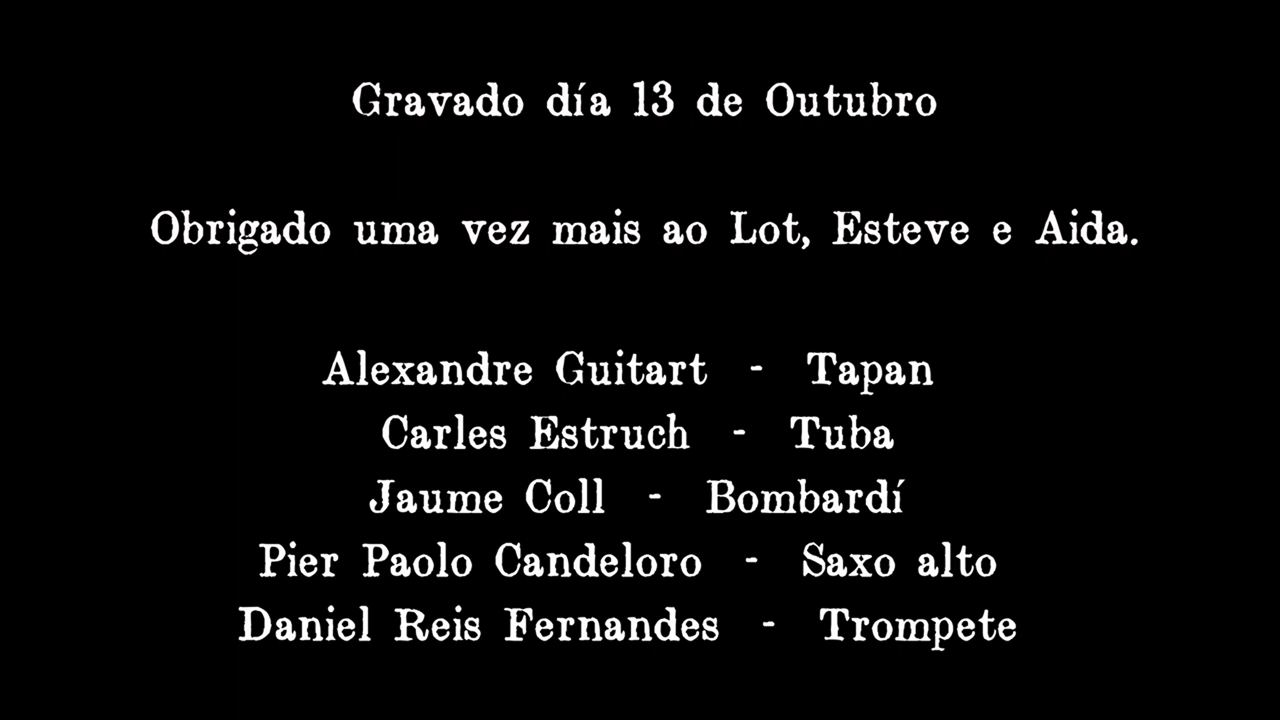 Gravado día 13 de Outubro
Obrigado uma vez mais ao Lot, Esteve e Aida.
Alexandre Guitart - Tapan
Carles Estruch - Tuba
Jaume Coll - Bombardí
Pier Paolo Candeloro - Saxo alto
Daniel Reis Fernandes - Trompete